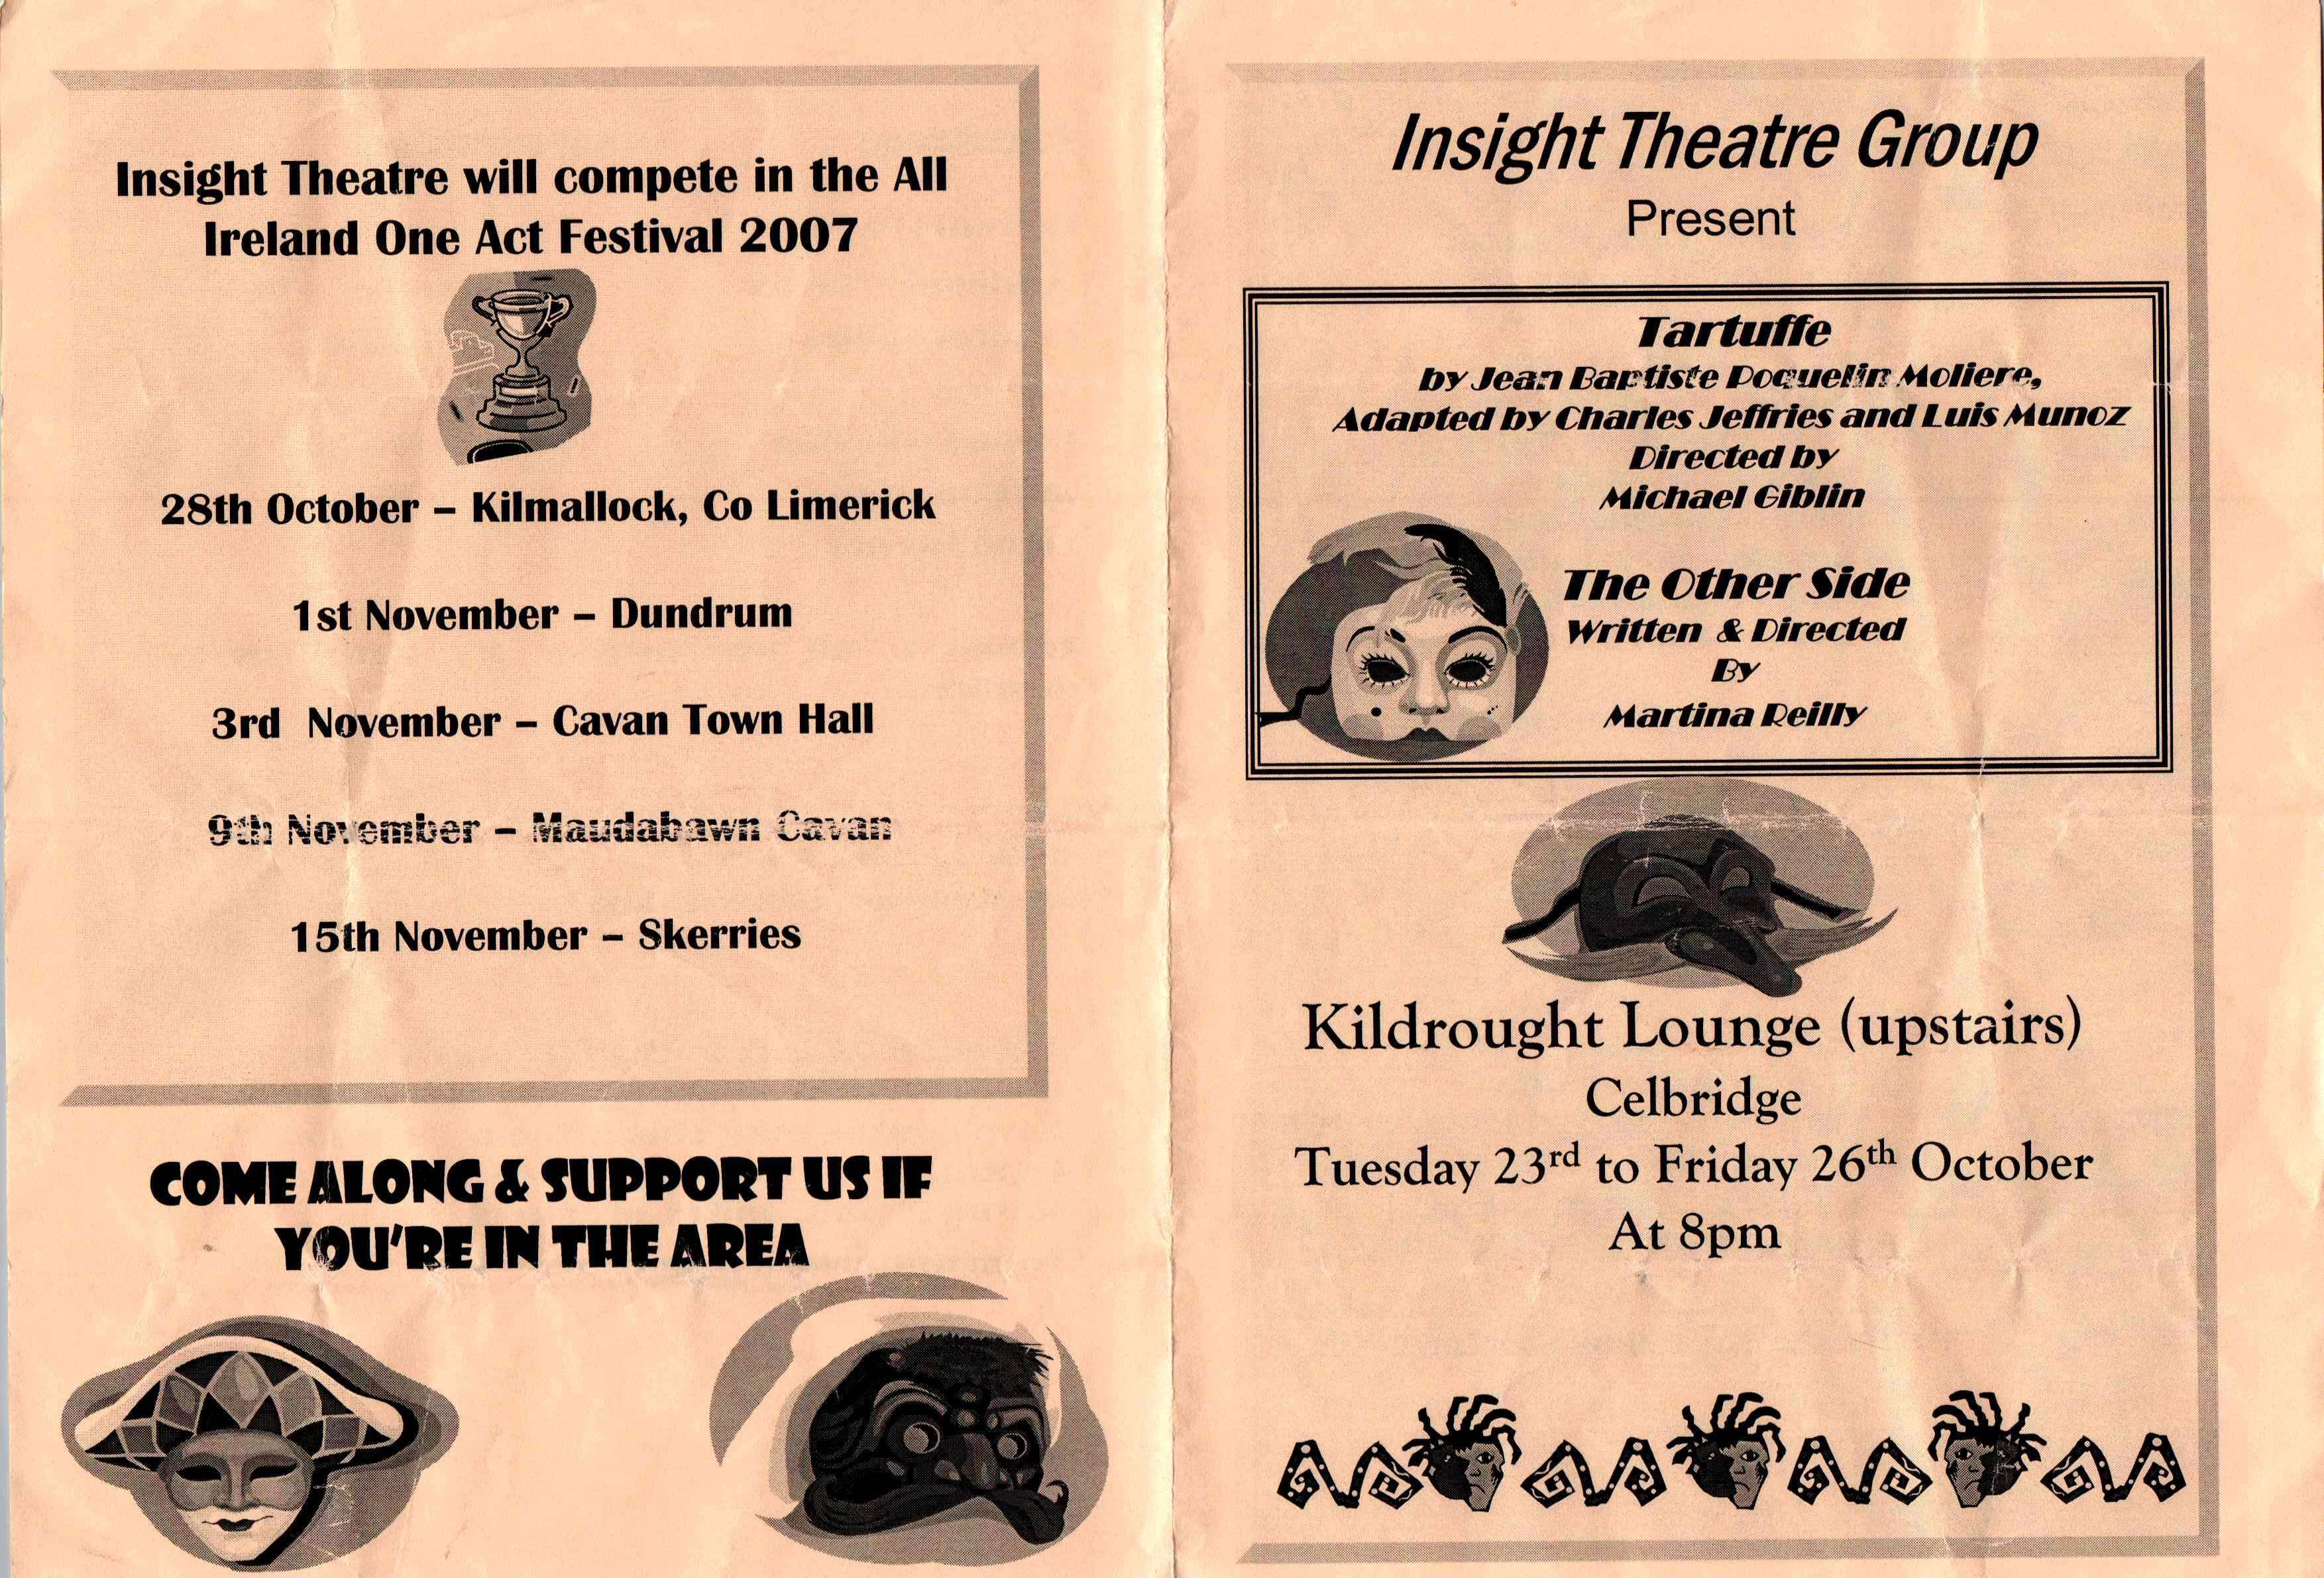 Insight Theatre will compete in the All
Ireland One Act Festival 2007
28th October – Kilmallock, Co Limerick
1st November – Dundrum
3rd November – Cavan Town Hall
9th November – Maudabawn Cavan
15th November – Skerries
COME ALONG & SUPPORT US IF
YOU'RE IN THE AREA
Insight Theatre Group
Present
Tartuffe
by Jean Baptiste Poquelin Moliere,
Adapted by Charles Jeffries and Luis Munoz
Directed by
Michael Giblin
The Other Side
Written & Directed
By
Martina Reilly
Kildrought Lounge (upstairs)
Celbridge
Tuesday 23rd to Friday 26th October
At 8pm